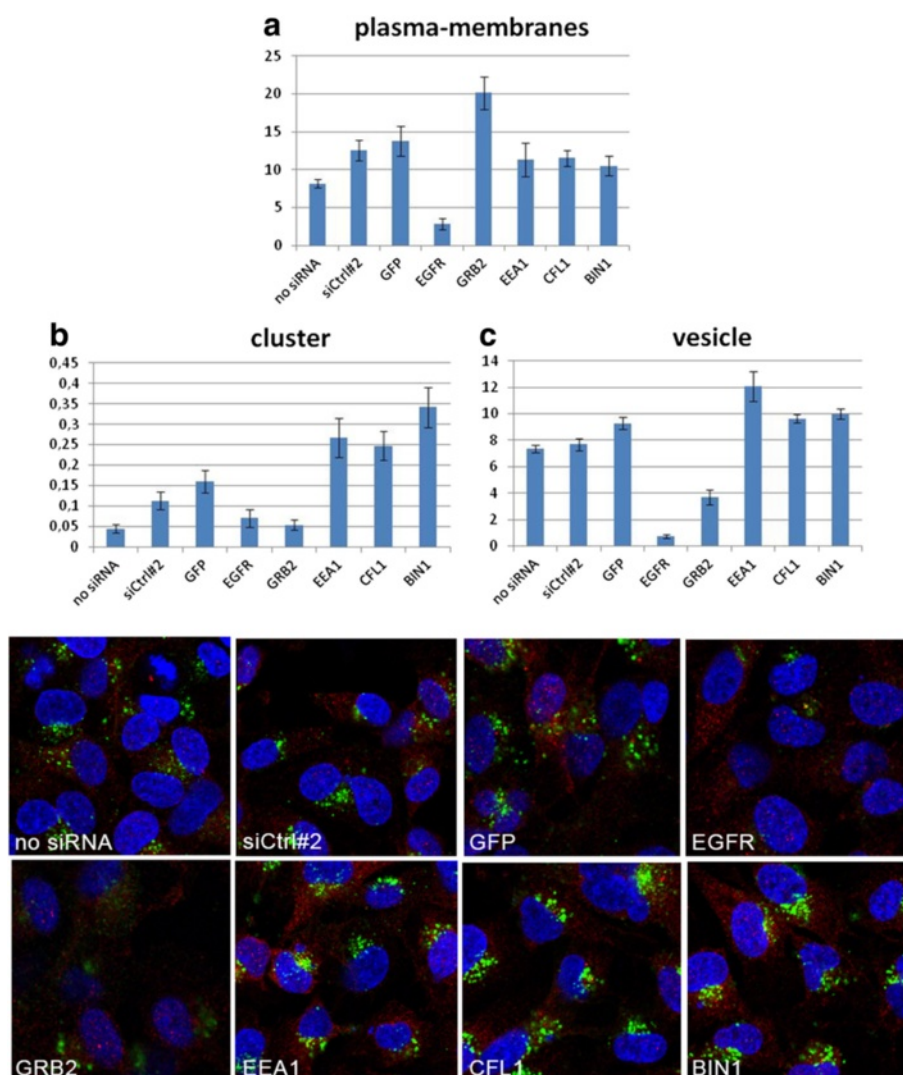 a plasma-membranes
25
20
15
10
5
0
no siRNA
siCtrl#2
GFP
EGFR
GRB2
EEA1
CFL1
BIN1
b cluster
0,45
0,4
0,35
0,3
0,25
0,2
0,15
0,1
0,05
0
no siRNA
siCtrl#2
GFP
EGFR
GRB2
EEA1
CFL1
BIN1
c vesicle
14
12
10
8
6
4
2
0
no siRNA
siCtrl#2
GFP
EGFR
GRB2
EEA1
CFL1
BIN1
no siRNA
siCtrl#2
GFP
EGFR
GRB2
EEA1
CFL1
BIN1